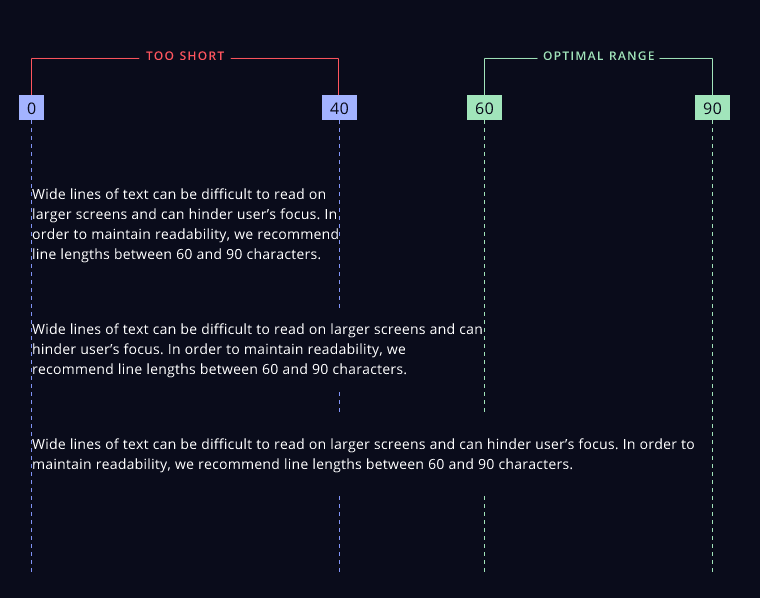 TOO SHORT OPTIMAL RANGE
0 40 60 90
Wide lines of text can be difficult to read on
larger screens and can hinder user’s focus. In
order to maintain readability, we recommend
line lengths between 60 and 90 characters.
Wide lines of text can be difficult to read on larger screens and can
hinder user’s focus. In order to maintain readability, we
recommend line lengths between 60 and 90 characters.
Wide lines of text can be difficult to read on larger screens and can hinder user’s focus. In order to
maintain readability, we recommend line lengths between 60 and 90 characters.